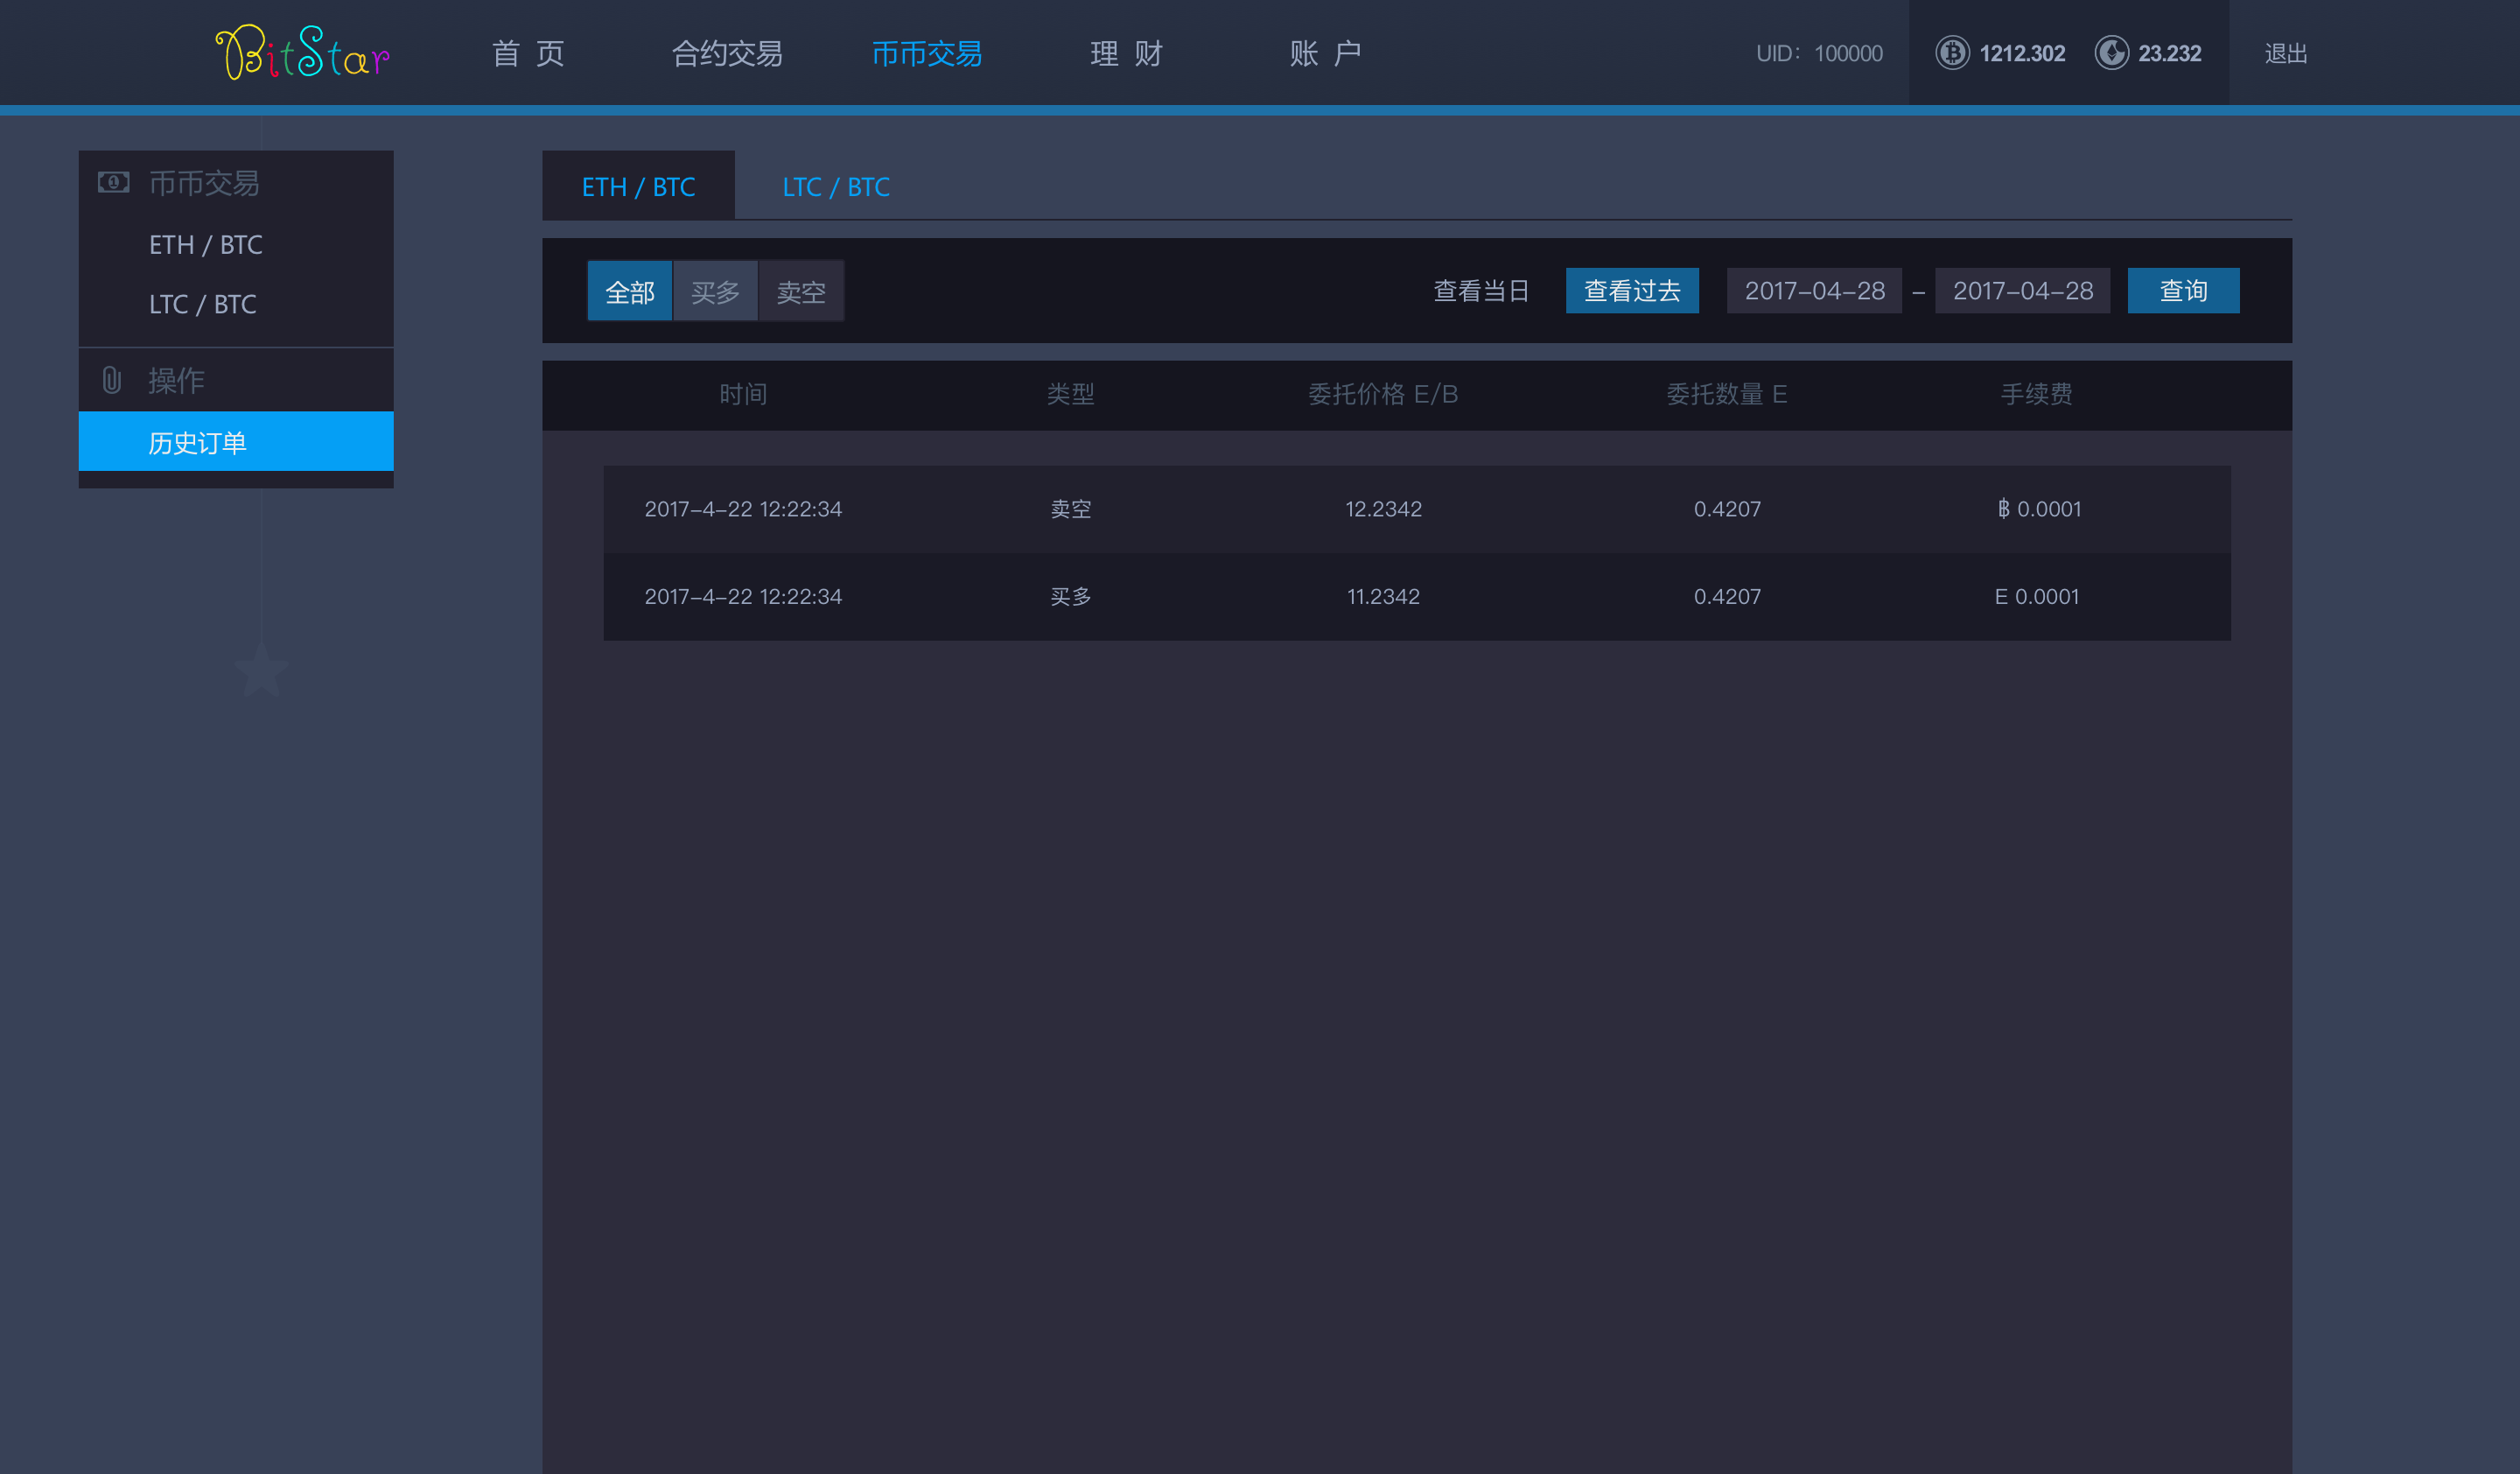 BitStar 首 页 合约交易 币币交易 理 财 账 户 UID: 100000 1212.302 23.232 退出
币币交易
ETH / BTC
LTC / BTC
操作
历史订单
ETH / BTC LTC / BTC
全部 买多 卖空 查看当日 查看过去 2017-04-28 - 2017-04-28 查询
时间 类型 委托价格 E/B 委托数量 E 手续费
2017-4-22 12:22:34 卖空 12.2342 0.4207 ฿ 0.0001
2017-4-22 12:22:34 买多 11.2342 0.4207 E 0.0001